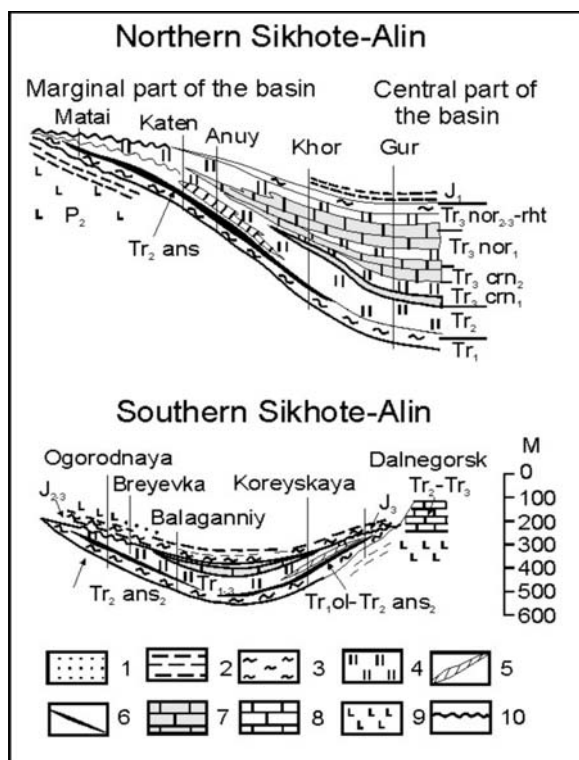 Northern Sikhote-Alin
Marginal part of the basin
Central part of
the basin
Matai
Katen
Anuy
Khor
Gur
J1
Tr3 nor2-3-rht
Tr3 nor1
Tr3 crn2
Tr3 crn1
Tr2
Tr1
P2
Tr2 ans
Southern Sikhote-Alin
Ogorodnaya
Breyevka
Balaganniy
Koreyskaya
Dalnegorsk
Tr2-Tr3
M
0
100
200
300
400
500
600
J2-3
J3
Tr1-3
Tr2 ans2
Tr1ol-Tr2 ans2
1 2 3 4 5
6 7 8 9 10